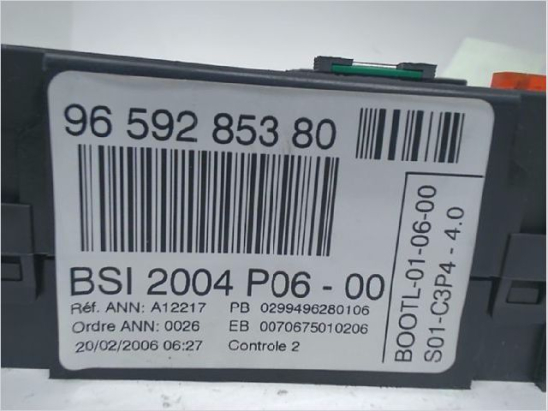 96 592 853 80
BSI 2004 P06 - 00
Réf. ANN: A12217 PB 0299496280106
Ordre ANN: 0026 EB 0070675010206
20/02/2006 06:27 Controle 2
BOOTL-01-06-00
S01-C3P4 - 4.0